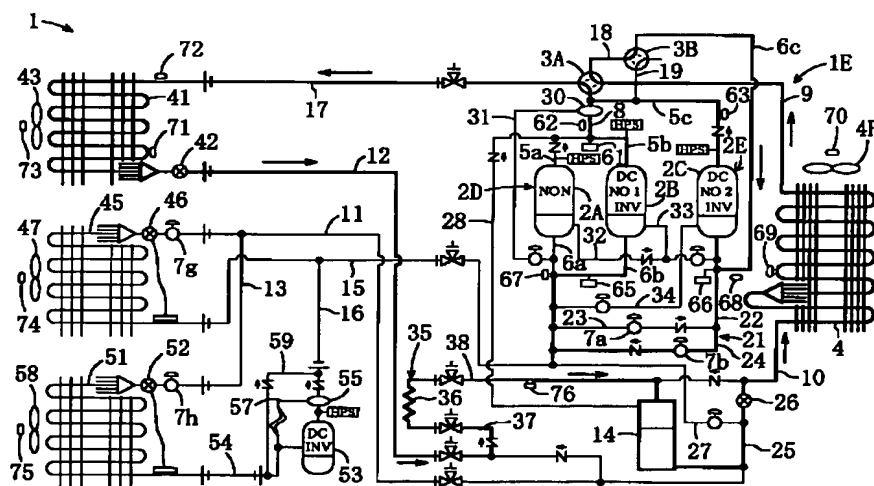 1
72
18
3B
6c
3A
1E
43
41
17
30
8
19
5c
63
9
31
62
HPS
70
4F
71
42
12
61
5b
HPS
2E
73
5a
HPS
2C
DC
NO 1
INV
DC
NO 2
INV
2D
NON
2A
2B
45
46
11
28
33
47
7g
32
69
15
67
6a
6b
65
34
66
68
13
22
74
16
23
7a
21
51
52
59
35
38
7b
24
4
58
7h
57
55
36
76
10
HPS
37
26
14
27
75
54
DC
INV
53
25